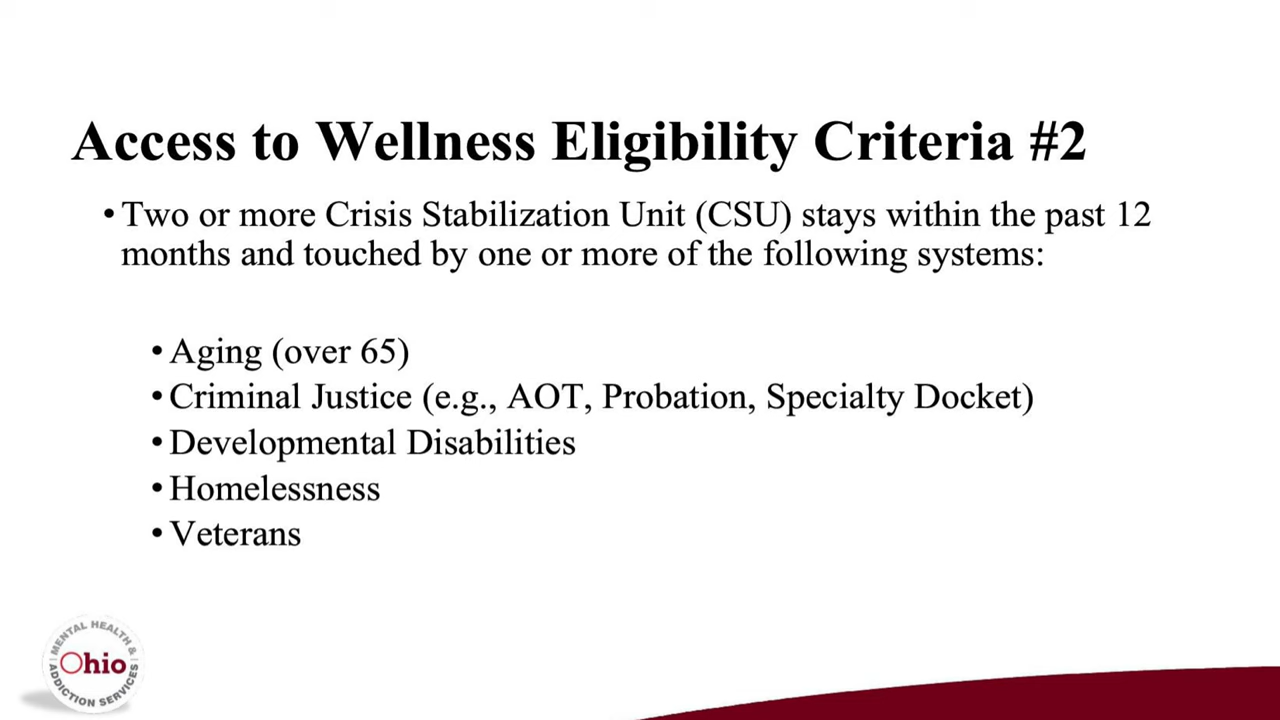 Access to Wellness Eligibility Criteria #2
• Two or more Crisis Stabilization Unit (CSU) stays within the past 12
months and touched by one or more of the following systems:
• Aging (over 65)
• Criminal Justice (e.g., AOT, Probation, Specialty Docket)
• Developmental Disabilities
• Homelessness
• Veterans
MENTAL HEALTH &
Ohio
ADDICTION SERVICES